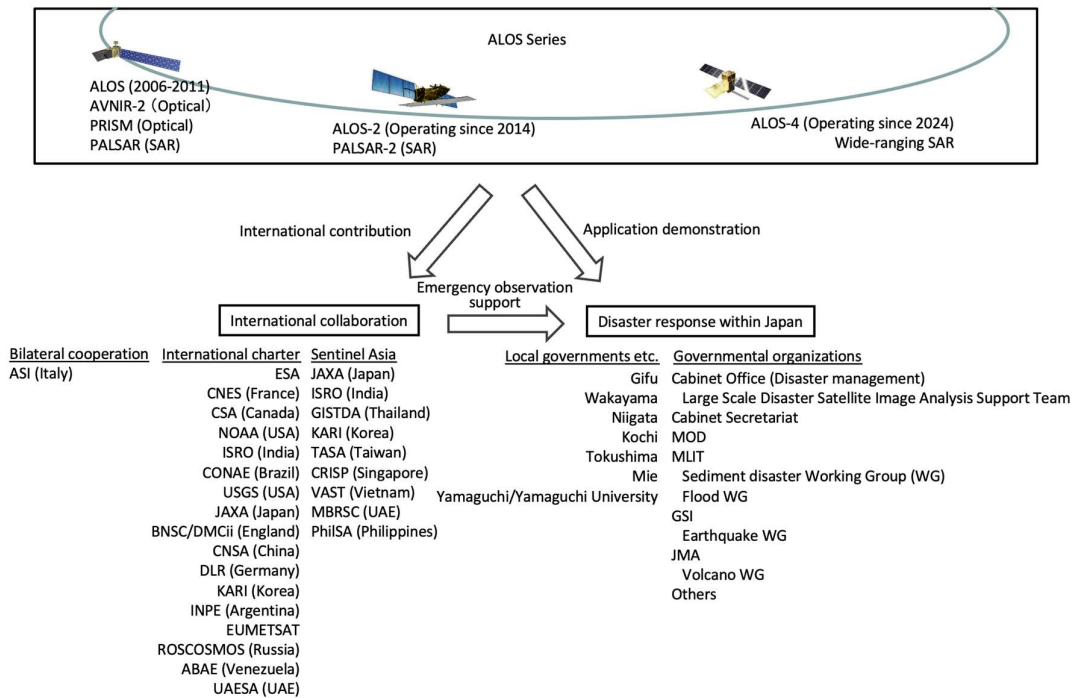 ALOS Series
ALOS (2006-2011)
AVNIR-2 (Optical)
PRISM (Optical)
PALSAR (SAR)
ALOS-2 (Operating since 2014)
PALSAR-2 (SAR)
ALOS-4 (Operating since 2024)
Wide-ranging SAR
International contribution
Application demonstration
Emergency observation
support
International collaboration
Disaster response within Japan
Bilateral cooperation
ASI (Italy)
International charter
ESA
CNES (France)
CSA (Canada)
NOAA (USA)
ISRO (India)
CONAE (Brazil)
USGS (USA)
JAXA (Japan)
BNSC/DMCii (England)
CNSA (China)
DLR (Germany)
KARI (Korea)
INPE (Argentina)
EUMETSAT
ROSCOSMOS (Russia)
ABAE (Venezuela)
UAESA (UAE)
Sentinel Asia
JAXA (Japan)
ISRO (India)
GISTDA (Thailand)
KARI (Korea)
TASA (Taiwan)
CRISP (Singapore)
VAST (Vietnam)
MBRSC (UAE)
PhilSA (Philippines)
Local governments etc.
Gifu
Wakayama
Niigata
Kochi
Tokushima
Mie
Yamaguchi/Yamaguchi University
Governmental organizations
Cabinet Office (Disaster management)
Large Scale Disaster Satellite Image Analysis Support Team
Cabinet Secretariat
MOD
MLIT
Sediment disaster Working Group (WG)
Flood WG
GSI
Earthquake WG
JMA
Volcano WG
Others